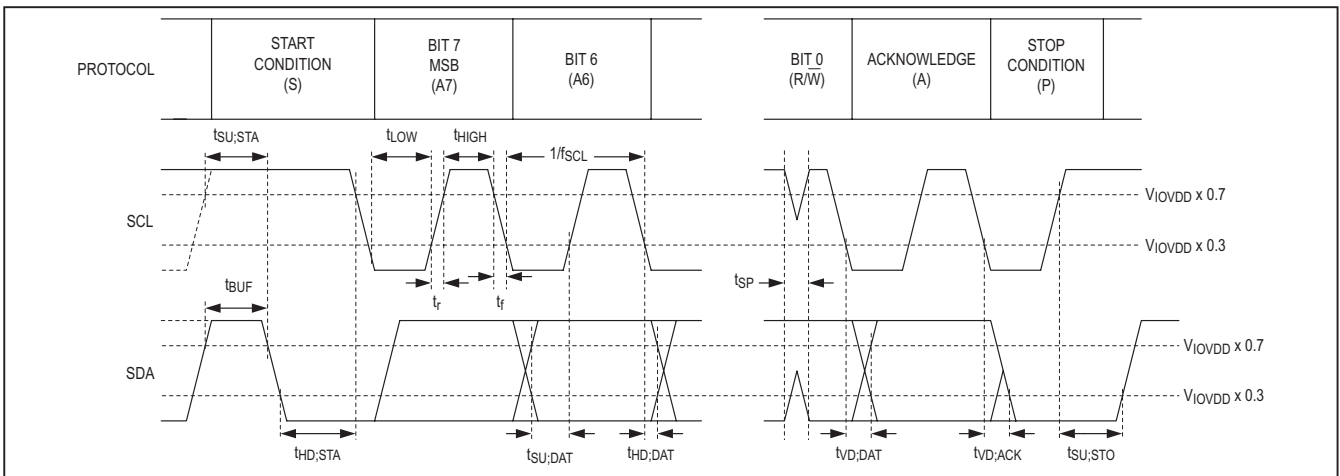 PROTOCOL
START
CONDITION
(S)
BIT 7
MSB
(A7)
BIT 6
(A6)
BIT 0
(R/W̅)
ACKNOWLEDGE
(A)
STOP
CONDITION
(P)
tSU;STA
tLOW
tHIGH
1/fSCL
SCL
VIOVDD x 0.7
VIOVDD x 0.3
tBUF
tr
tf
tSP
SDA
VIOVDD x 0.7
VIOVDD x 0.3
tHD;STA
tSU;DAT
tHD;DAT
tVD;DAT
tVD;ACK
tSU;STO